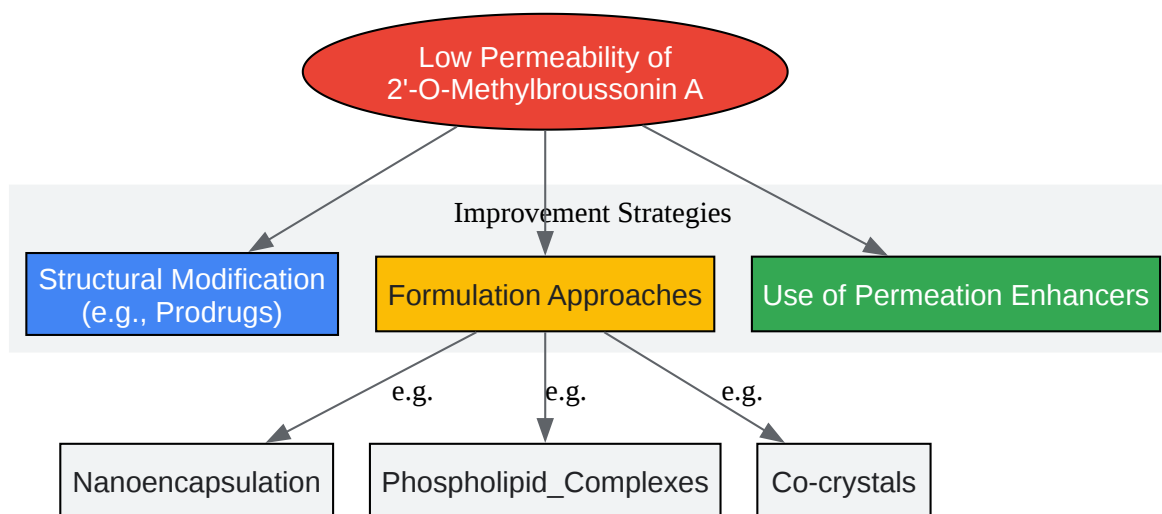 Low Permeability of
2'-O-Methylbroussonin A
Improvement Strategies
Structural Modification
(e.g., Prodrugs)
Formulation Approaches
Use of Permeation Enhancers
e.g.
e.g.
e.g.
Nanoencapsulation
Phospholipid_Complexes
Co-crystals